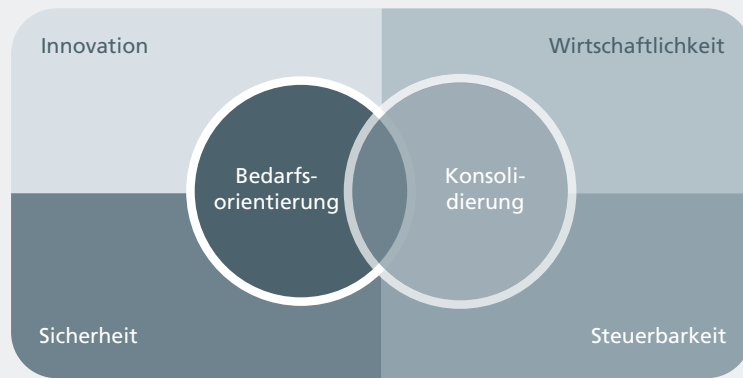 Innovation
Wirtschaftlichkeit
Bedarfs-
orientierung
Konsoli-
dierung
Sicherheit
Steuerbarkeit